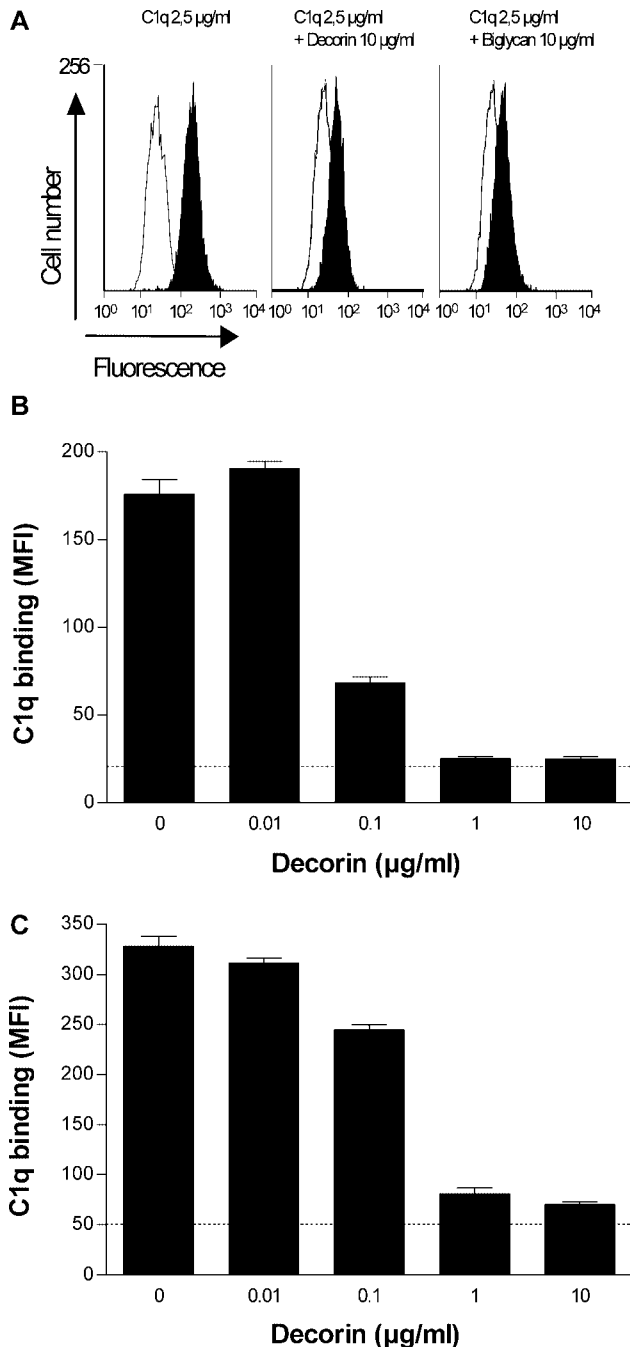 A
C1q 2,5 µg/ml
C1q 2,5 µg/ml
+ Decorin 10 µg/ml
C1q 2,5 µg/ml
+ Biglycan 10 µg/ml
256
Cell number
10⁰ 10¹ 10² 10³ 10⁴
10⁰ 10¹ 10² 10³ 10⁴
10⁰ 10¹ 10² 10³ 10⁴
Fluorescence
B
200
150
100
50
0
C1q binding (MFI)
0 0.01 0.1 1 10
Decorin (µg/ml)
C
350
300
250
200
150
100
50
0
C1q binding (MFI)
0 0.01 0.1 1 10
Decorin (µg/ml)